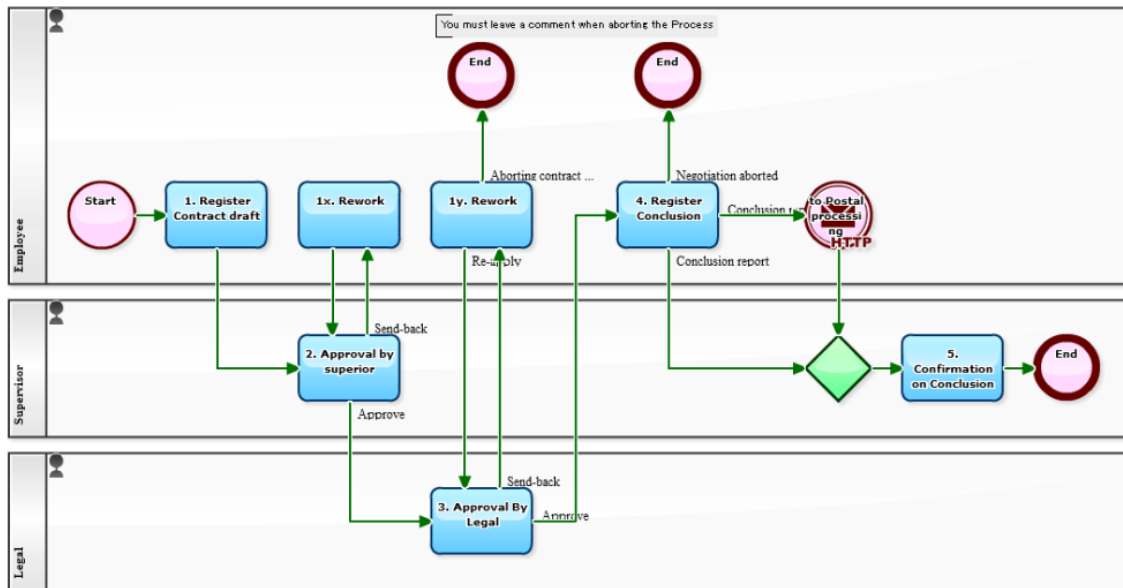 You must leave a comment when aborting the Process
End
End
Aborting contract ...
Negotiation aborted
Start
1. Register
Contract draft
1x. Rework
1y. Rework
4. Register
Conclusion
Conclusion
to Postal
processi
ng
HTTP
Re-apply
Conclusion report
Employee
Send-back
2. Approval by
superior
Approve
5.
Confirmation
on Conclusion
End
Supervisor
Send-back
3. Approval By
Legal
Approve
Legal